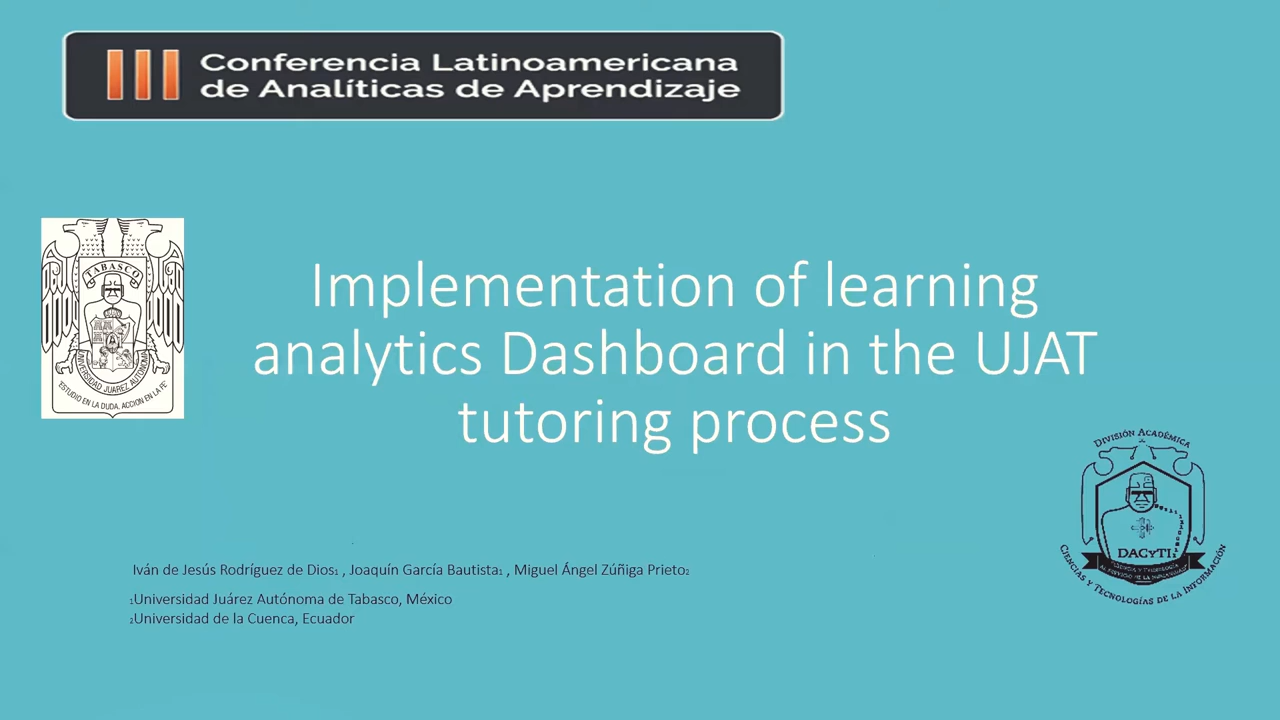 Conferencia Latinoamericana
de Analíticas de Aprendizaje
TABASCO
UNIVERSIDAD JUÁREZ AUTÓNOMA
"ESTUDIO EN LA DUDA, ACCION EN LA FE"
Implementation of learning
analytics Dashboard in the UJAT
tutoring process
DIVISIÓN ACADÉMICA
DACyTI
CIENCIAS Y TECNOLOGÍAS DE LA INFORMACIÓN
Iván de Jesús Rodríguez de Dios1 , Joaquín García Bautista1 , Miguel Ángel Zúñiga Prieto2
1Universidad Juárez Autónoma de Tabasco, México
2Universidad de la Cuenca, Ecuador